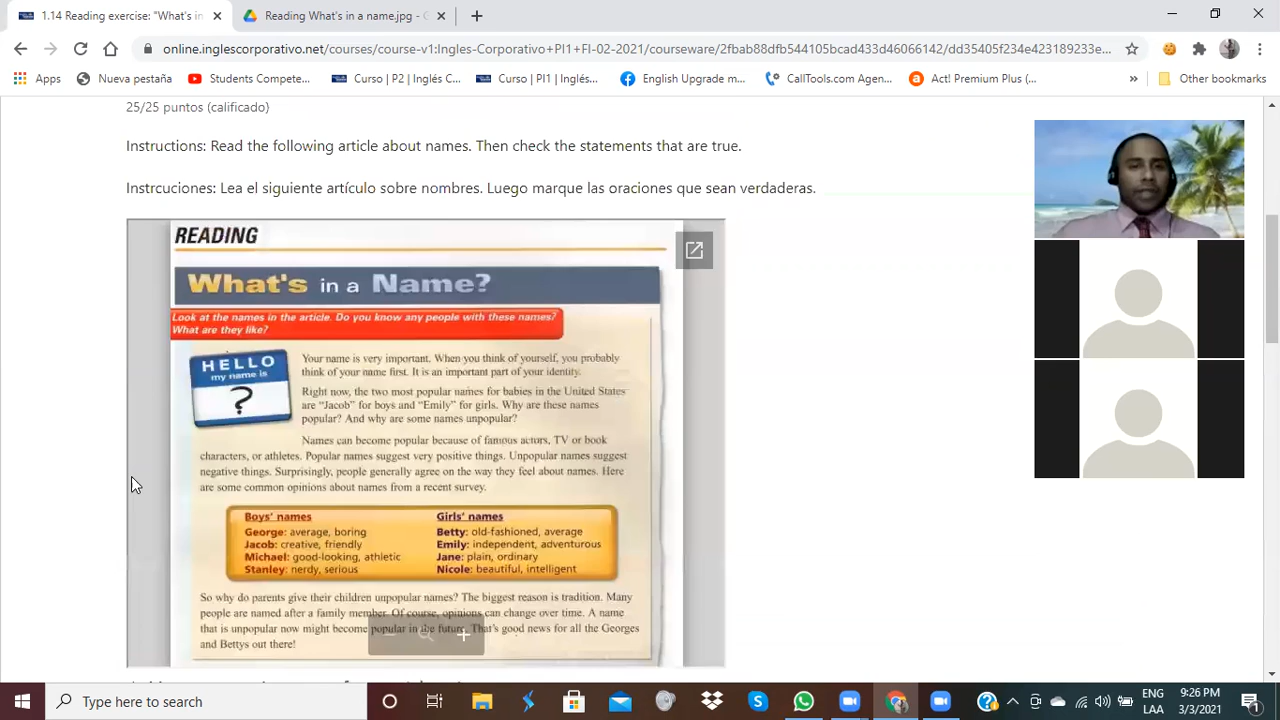 1.14 Reading exercise: "What's in
Reading What's in a name.jpg - G
online.inglescorporativo.net/courses/course-v1:Ingles-Corporativo+PI1+FI-02-2021/courseware/2fbab88dfb544105bcad433d46066142/dd35405f234e423189233e...
Apps
Nueva pestaña
Students Compete...
Curso | P2 | Inglés C...
Curso | PI1 | Inglés...
English Upgrade m...
CallTools.com Agen...
Act! Premium Plus (...
»
Other bookmarks
25/25 puntos (calificado)
Instructions: Read the following article about names. Then check the statements that are true.
Instrucuciones: Lea el siguiente artículo sobre nombres. Luego marque las oraciones que sean verdaderas.
READING
What's in a Name?
Look at the names in the article. Do you know any people with these names?
What are they like?
HELLO
my name is
?
Your name is very important. When you think of yourself, you probably
think of your name first. It is an important part of your identity.
Right now, the two most popular names for babies in the United States
are "Jacob" for boys and "Emily" for girls. Why are these names
popular? And why are some names unpopular?
Names can become popular because of famous actors, TV or book
characters, or athletes. Popular names suggest very positive things. Unpopular names suggest
negative things. Surprisingly, people generally agree on the way they feel about names. Here
are some common opinions about names from a recent survey.
Boys' names
George: average, boring
Jacob: creative, friendly
Michael: good-looking, athletic
Stanley: nerdy, serious
Girls' names
Betty: old-fashioned, average
Emily: independent, adventurous
Jane: plain, ordinary
Nicole: beautiful, intelligent
So why do parents give their children unpopular names? The biggest reason is tradition. Many
people are named after a family member. Of course, opinions can change over time. A name
that is unpopular now might become popular in the future. That's good news for all the Georges
and Bettys out there!
Type here to search
ENG
LAA
9:26 PM
3/3/2021